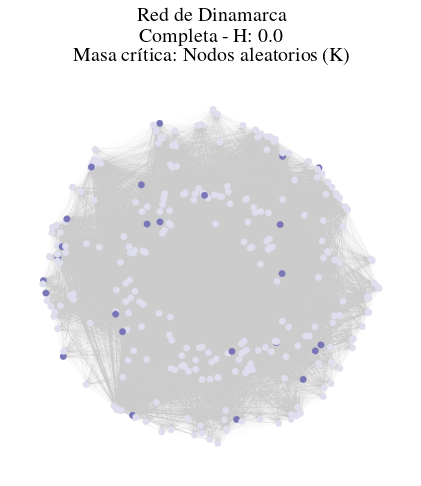 Red de Dinamarca
Completa - H: 0.0
Masa crítica: Nodos aleatorios (K)